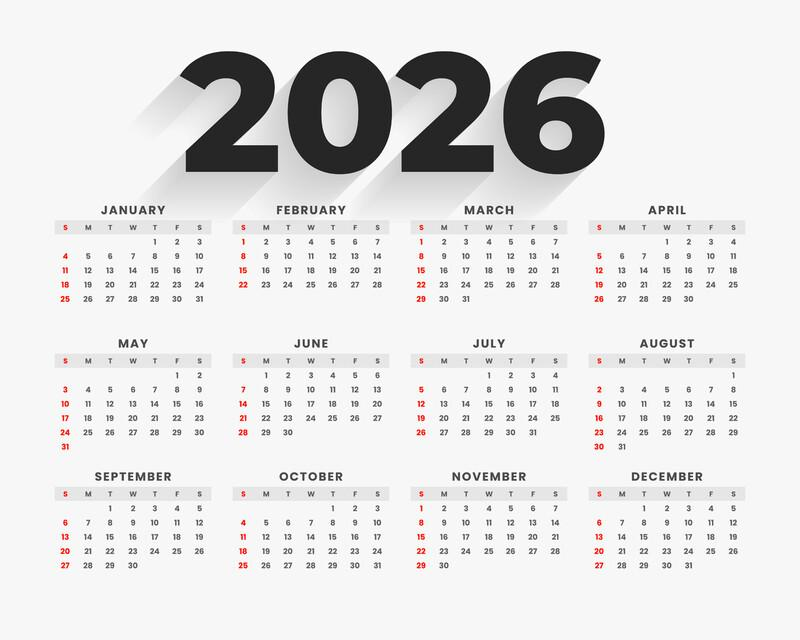 2026
JANUARY
S M T W T F S
1 2 3
4 5 6 7 8 9 10
11 12 13 14 15 16 17
18 19 20 21 22 23 24
25 26 27 28 29 30 31
FEBRUARY
S M T W T F S
1 2 3 4 5 6 7
8 9 10 11 12 13 14
15 16 17 18 19 20 21
22 23 24 25 26 27 28
MARCH
S M T W T F S
1 2 3 4 5 6 7
8 9 10 11 12 13 14
15 16 17 18 19 20 21
22 23 24 25 26 27 28
29 30 31
APRIL
S M T W T F S
1 2 3 4
5 6 7 8 9 10 11
12 13 14 15 16 17 18
19 20 21 22 23 24 25
26 27 28 29 30
MAY
S M T W T F S
1 2
3 4 5 6 7 8 9
10 11 12 13 14 15 16
17 18 19 20 21 22 23
24 25 26 27 28 29 30
31
JUNE
S M T W T F S
1 2 3 4 5 6
7 8 9 10 11 12 13
14 15 16 17 18 19 20
21 22 23 24 25 26 27
28 29 30
JULY
S M T W T F S
1 2 3 4
5 6 7 8 9 10 11
12 13 14 15 16 17 18
19 20 21 22 23 24 25
26 27 28 29 30 31
AUGUST
S M T W T F S
1
2 3 4 5 6 7 8
9 10 11 12 13 14 15
16 17 18 19 20 21 22
23 24 25 26 27 28 29
30 31
SEPTEMBER
S M T W T F S
1 2 3 4 5
6 7 8 9 10 11 12
13 14 15 16 17 18 19
20 21 22 23 24 25 26
27 28 29 30
OCTOBER
S M T W T F S
1 2 3
4 5 6 7 8 9 10
11 12 13 14 15 16 17
18 19 20 21 22 23 24
25 26 27 28 29 30 31
NOVEMBER
S M T W T F S
1 2 3 4 5 6 7
8 9 10 11 12 13 14
15 16 17 18 19 20 21
22 23 24 25 26 27 28
29 30
DECEMBER
S M T W T F S
1 2 3 4 5
6 7 8 9 10 11 12
13 14 15 16 17 18 19
20 21 22 23 24 25 26
27 28 29 30 31